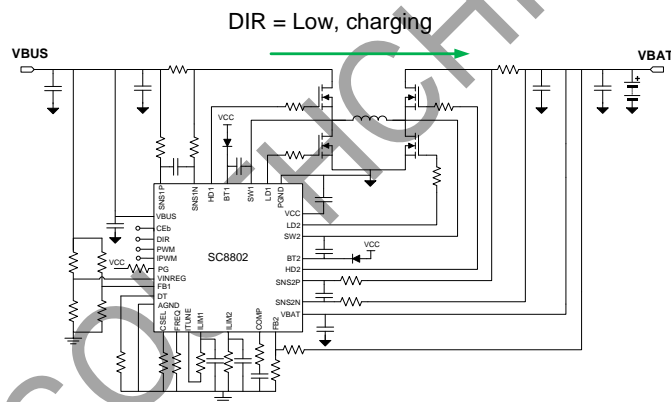 DIR = Low, charging
VBUS
VBAT
VCC
SNS1P
SNS1N
HD1
BT1
SW1
LD1
PGND
VBUS
CEb
DIR
PWM
IPWM
VCC
PG
VINREG
FB1
DT
AGND
SC8802
VCC
LD2
SW2
VCC
BT2
HD2
SNS2P
SNS2N
VBAT
CSEL
FREQ
ITUNE
ILIM1
ILIM2
COMP
FB2